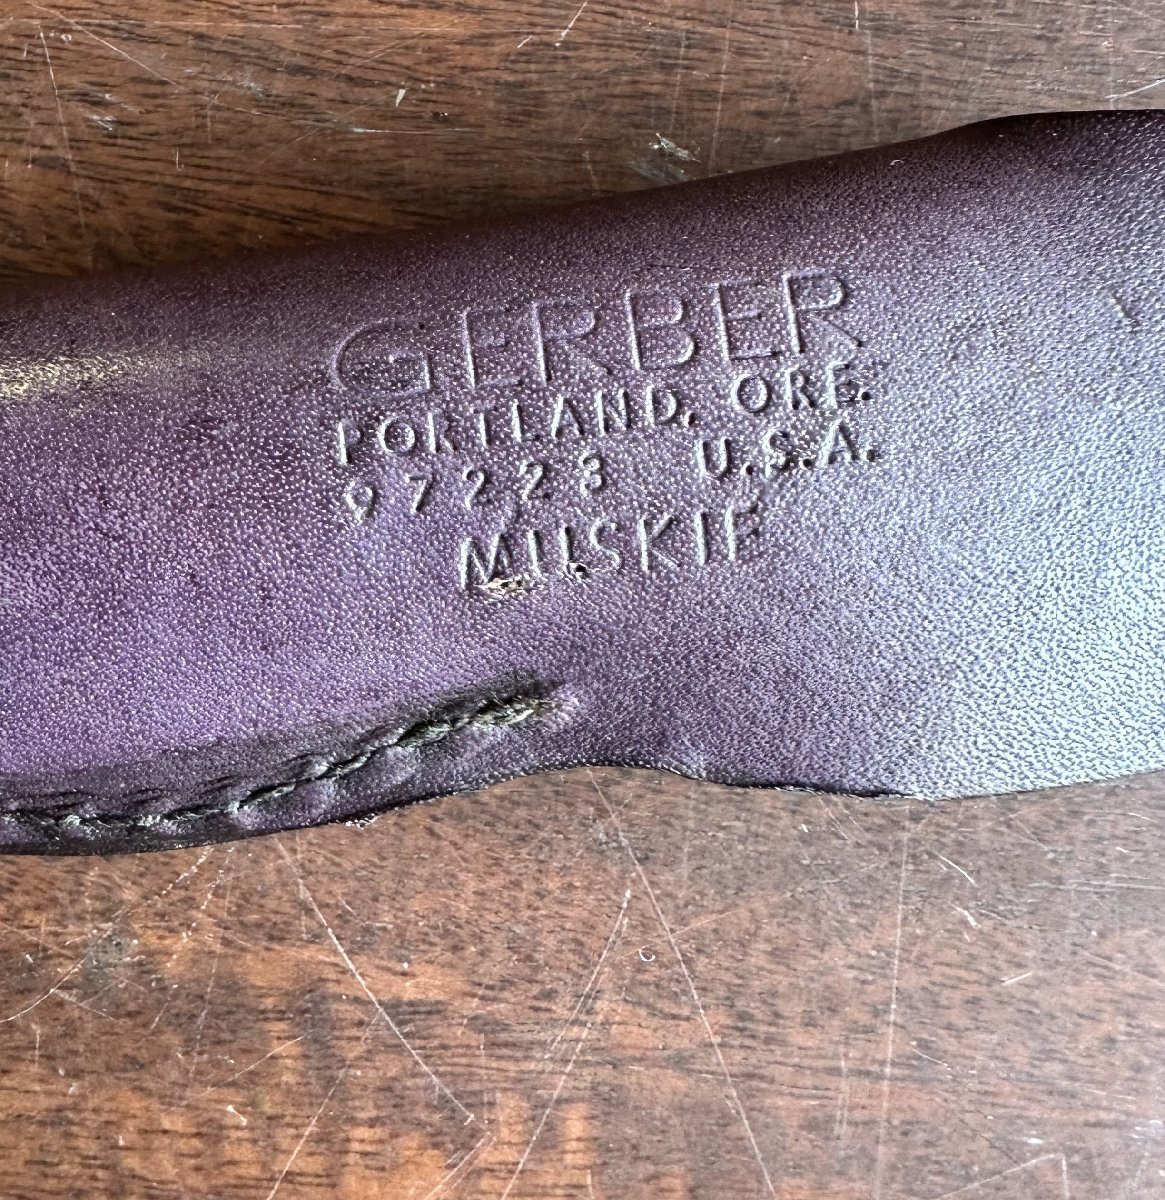 GERBER
PORTLAND, ORE.
97223 U.S.A.
MUSKIE